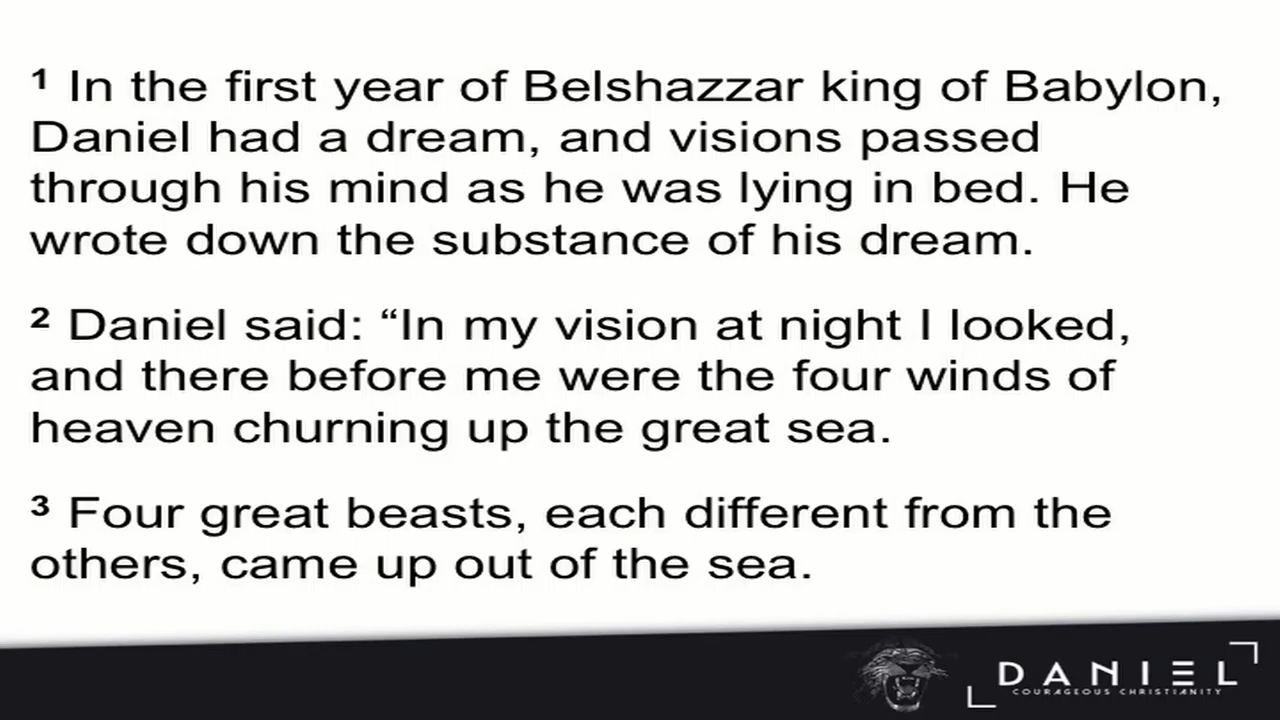 ¹ In the first year of Belshazzar king of Babylon,
Daniel had a dream, and visions passed
through his mind as he was lying in bed. He
wrote down the substance of his dream.
² Daniel said: “In my vision at night I looked,
and there before me were the four winds of
heaven churning up the great sea.
³ Four great beasts, each different from the
others, came up out of the sea.
DANIEL
COURAGEOUS CHRISTIANITY